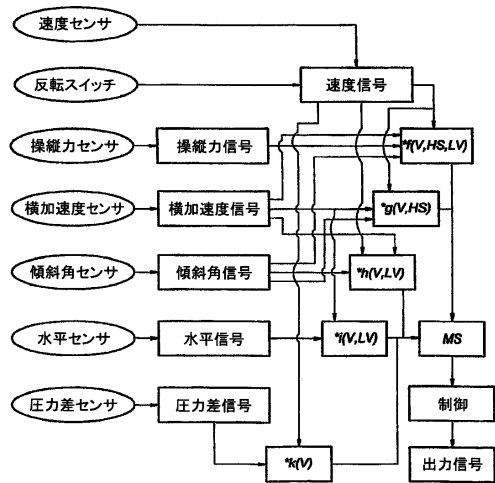 速度センサ
反転スイッチ
速度信号
操縦力センサ
操縦力信号
*f(V,HS,LV)
横加速度センサ
横加速度信号
*g(V,HS)
傾斜角センサ
傾斜角信号
*h(V,LV)
水平センサ
水平信号
*i(V,LV)
MS
圧力差センサ
圧力差信号
制御
*k(V)
出力信号